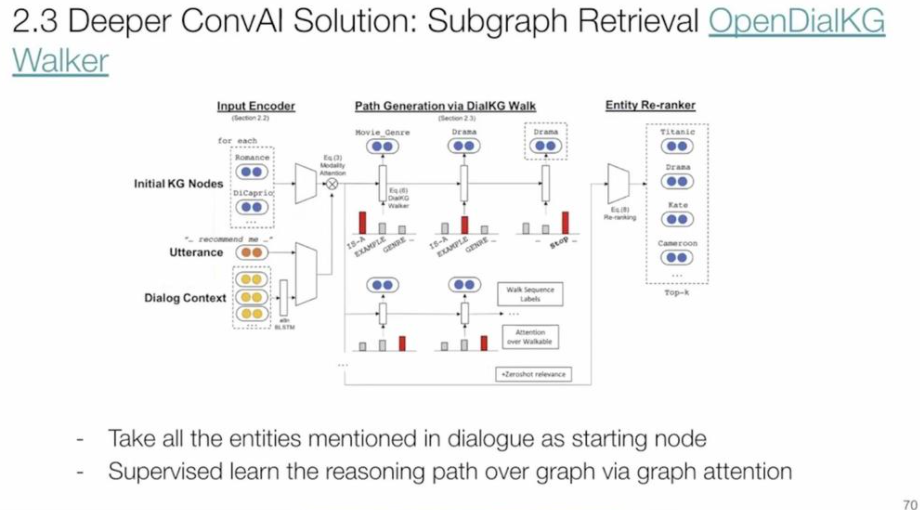 2.3 Deeper ConvAI Solution: Subgraph Retrieval OpenDialKG
Walker
Input Encoder
(Section 2.2)
Path Generation via DialKG Walk
(Section 2.3)
Entity Re-ranker
for each
Romance
DiCaprio
...
Initial KG Nodes
Eq.(3)
Modality
Attention
Movie_Genre
Drama
Drama
Eq.(6)
DialKG
Walker
IS-A
EXAMPLE
GENRE
...
IS-A
EXAMPLE
GENRE
...
...
Stop
Eq.(8)
Re-ranking
Titanic
Drama
Kate
Cameroon
...
Top-k
"… recommend me …"
Utterance
Dialog Context
...
attn
BLSTM
Walk Sequence
Labels
...
Attention
over Walkable
...
+Zeroshot relevance
- Take all the entities mentioned in dialogue as starting node
- Supervised learn the reasoning path over graph via graph attention
70